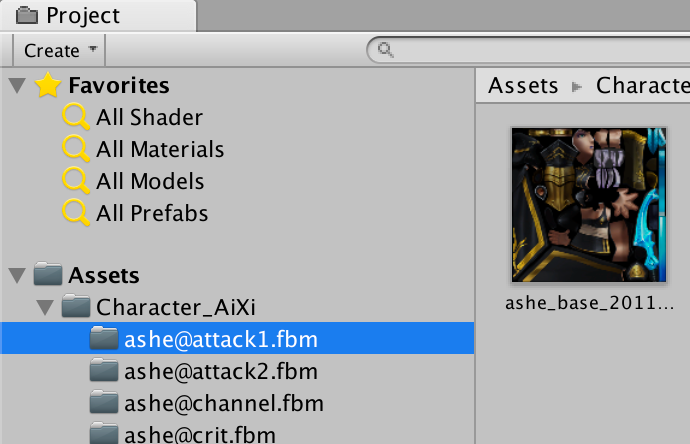 Project
Create
Favorites
All Shader
All Materials
All Models
All Prefabs
Assets
Character_AiXi
ashe@attack1.fbm
ashe@attack2.fbm
ashe@channel.fbm
ashe@crit.fbm
Assets Characte
ashe_base_2011...